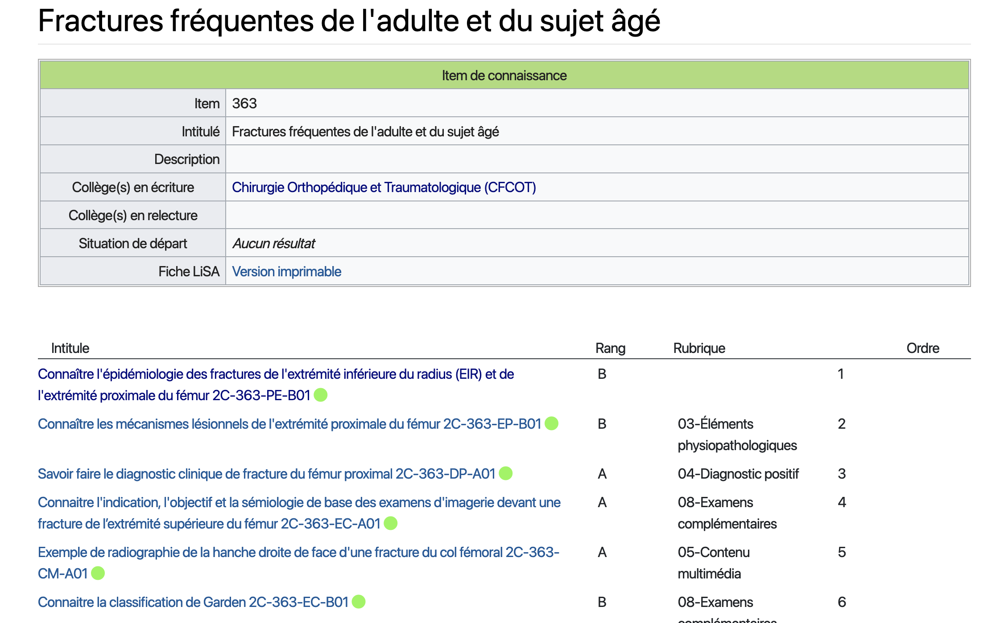 Fractures fréquentes de l'adulte et du sujet âgé
Item de connaissance
Item 363
Intitulé Fractures fréquentes de l'adulte et du sujet âgé
Description
Collège(s) en écriture Chirurgie Orthopédique et Traumatologique (CFCOT)
Collège(s) en relecture
Situation de départ Aucun résultat
Fiche LiSA Version imprimable
Intitule Rang Rubrique Ordre
Connaître l'épidémiologie des fractures de l'extrémité inférieure du radius (EIR) et de B 1
l'extrémité proximale du fémur 2C-363-PE-B01
Connaître les mécanismes lésionnels de l'extrémité proximale du fémur 2C-363-EP-B01 B 03-Éléments 2
physiopathologiques
Savoir faire le diagnostic clinique de fracture du fémur proximal 2C-363-DP-A01 A 04-Diagnostic positif 3
Connaitre l'indication, l'objectif et la sémiologie de base des examens d'imagerie devant une A 08-Examens 4
fracture de l’extrémité supérieure du fémur 2C-363-EC-A01 complémentaires
Exemple de radiographie de la hanche droite de face d'une fracture du col fémoral 2C-363- A 05-Contenu 5
CM-A01 multimédia
Connaitre la classification de Garden 2C-363-EC-B01 B 08-Examens 6